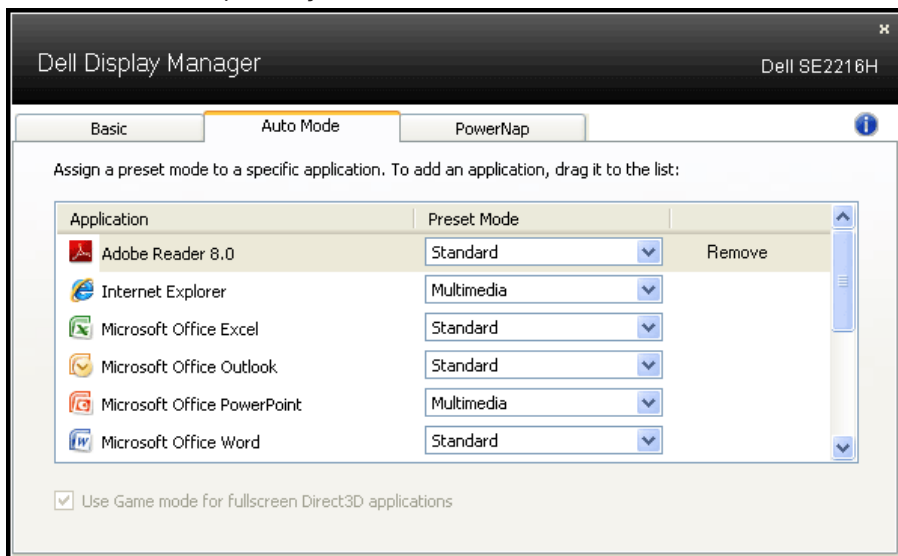 x
Dell Display Manager
Dell SE2216H
Basic Auto Mode PowerNap
Assign a preset mode to a specific application. To add an application, drag it to the list:
Application Preset Mode
Adobe Reader 8.0 Standard Remove
Internet Explorer Multimedia
Microsoft Office Excel Standard
Microsoft Office Outlook Standard
Microsoft Office PowerPoint Multimedia
Microsoft Office Word Standard
Use Game mode for fullscreen Direct3D applications